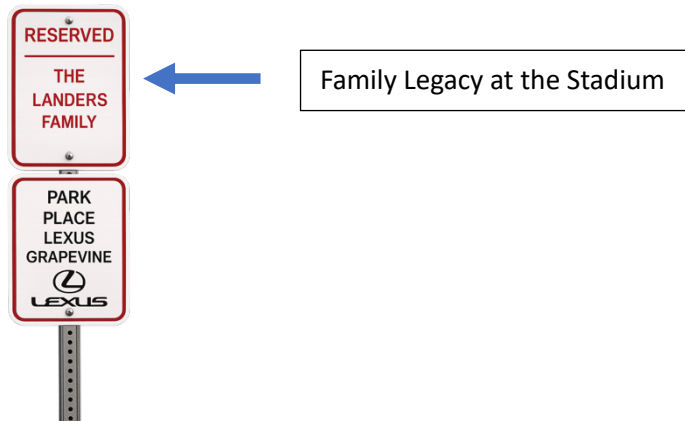 RESERVED
THE
LANDERS
FAMILY
PARK
PLACE
LEXUS
GRAPEVINE
LEXUS
Family Legacy at the Stadium